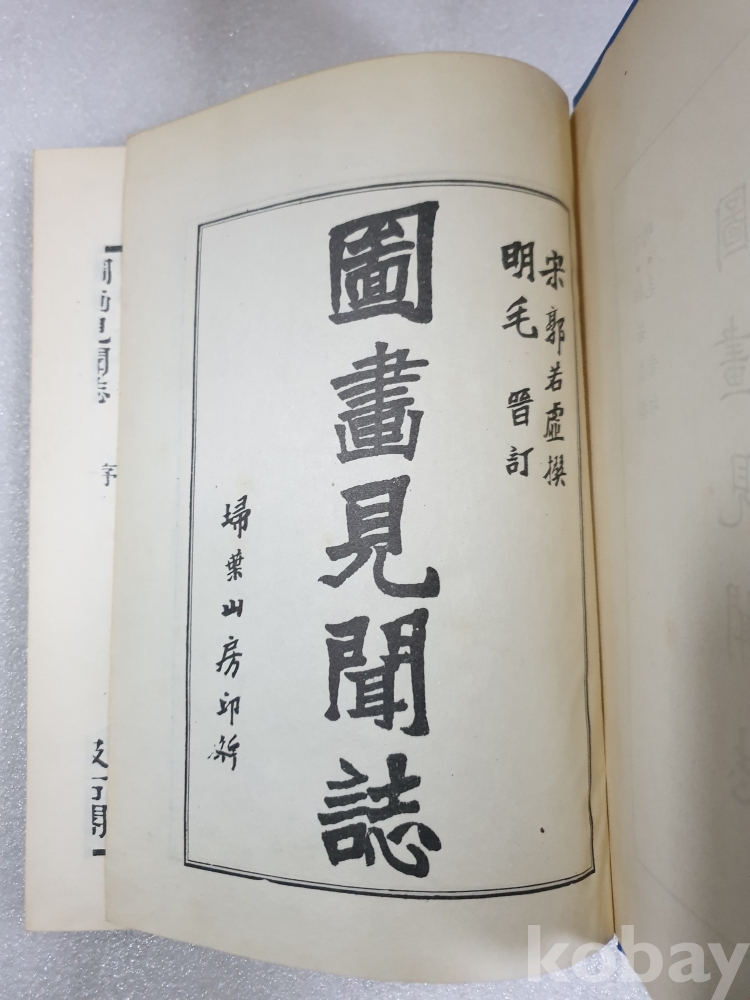 宋郭若虛撰
明毛晉訂
圖畫見聞誌
埽葉山房印行
序
kobay